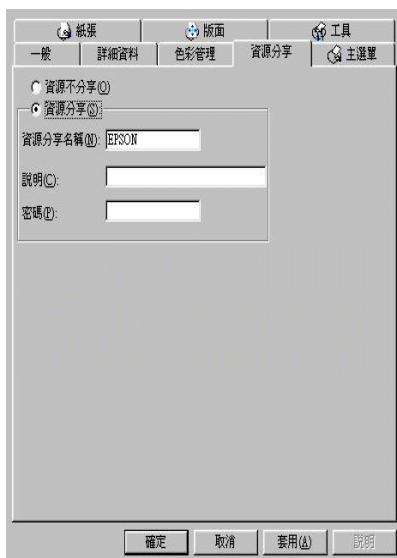 紙張 版面 工具
一般 詳細資料 色彩管理 資源分享 主選單
資源不分享(O)
資源分享(S)
資源分享名稱(N): EPSON
說明(C):
密碼(P):
確定 取消 套用(A) 說明